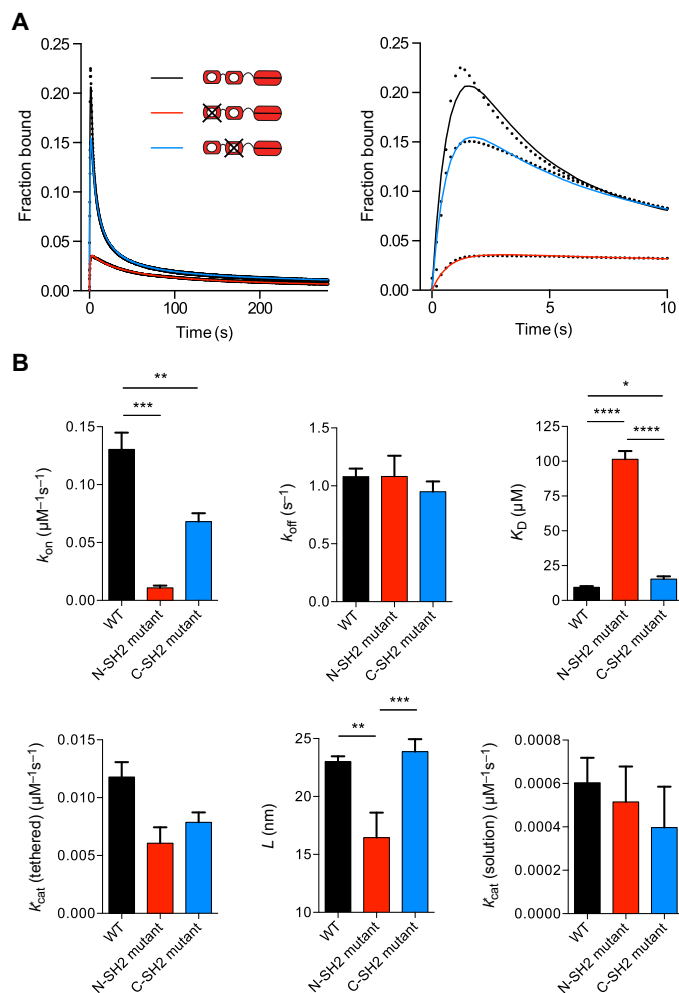 A
Fraction bound
0.25
0.20
0.15
0.10
0.05
0.00
0
100
200
Time (s)
Fraction bound
0.25
0.20
0.15
0.10
0.05
0.00
0
5
10
Time (s)
B
**
***
kon (µM–1s–1)
0.15
0.10
0.05
0.00
WT
N-SH2 mutant
C-SH2 mutant
koff (s–1)
1.5
1.0
0.5
0.0
WT
N-SH2 mutant
C-SH2 mutant
*
**** ****
KD (µM)
125
100
75
50
25
0
WT
N-SH2 mutant
C-SH2 mutant
kcat (tethered) (µM–1s–1)
0.015
0.010
0.005
0.000
WT
N-SH2 mutant
C-SH2 mutant
** ***
L (nm)
25
20
15
10
WT
N-SH2 mutant
C-SH2 mutant
kcat (solution) (µM–1s–1)
0.0008
0.0006
0.0004
0.0002
0.0000
WT
N-SH2 mutant
C-SH2 mutant